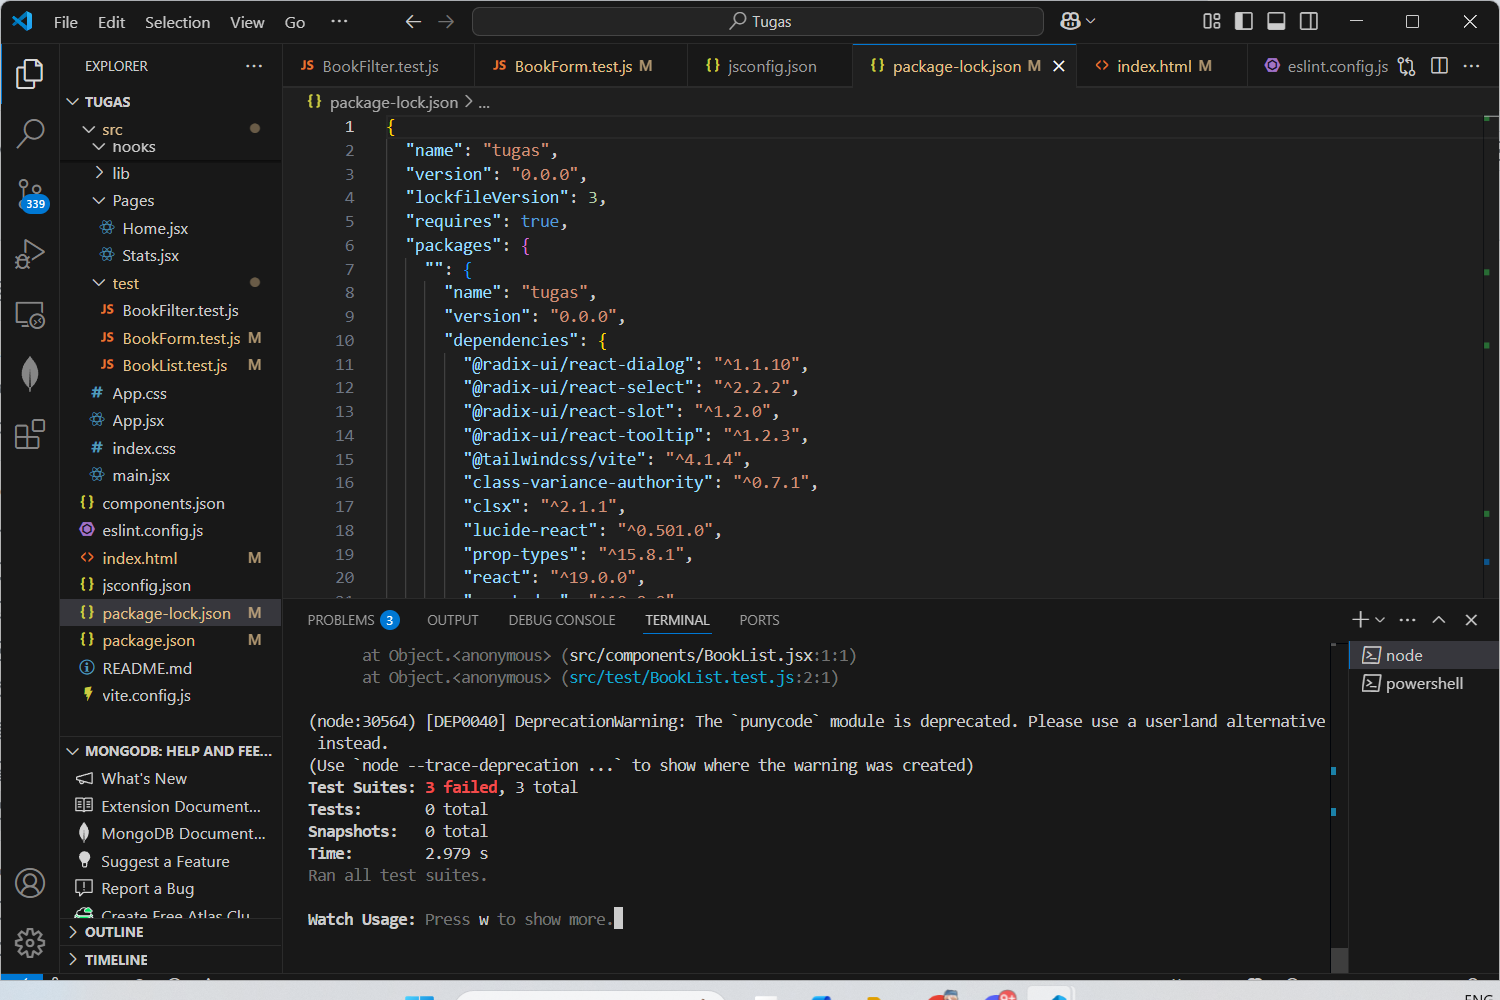 File Edit Selection View Go ··· Tugas
EXPLORER ···
TUGAS
src
hooks
lib
Pages
Home.jsx
Stats.jsx
test
JS BookFilter.test.js
JS BookForm.test.js M
JS BookList.test.js M
# App.css
App.jsx
# index.css
main.jsx
{} components.json
eslint.config.js
<> index.html M
{} jsconfig.json
{} package-lock.json M
{} package.json M
README.md
vite.config.js
339
MONGODB: HELP AND FEE...
What's New
Extension Document...
MongoDB Document...
Suggest a Feature
Report a Bug
Create Free Atlas Clu
OUTLINE
TIMELINE
JS BookFilter.test.js JS BookForm.test.js M {} jsconfig.json {} package-lock.json M <> index.html M eslint.config.js ···
{} package-lock.json > ...
1 {
2 "name": "tugas",
3 "version": "0.0.0",
4 "lockfileVersion": 3,
5 "requires": true,
6 "packages": {
7 "": {
8 "name": "tugas",
9 "version": "0.0.0",
10 "dependencies": {
11 "@radix-ui/react-dialog": "^1.1.10",
12 "@radix-ui/react-select": "^2.2.2",
13 "@radix-ui/react-slot": "^1.2.0",
14 "@radix-ui/react-tooltip": "^1.2.3",
15 "@tailwindcss/vite": "^4.1.4",
16 "class-variance-authority": "^0.7.1",
17 "clsx": "^2.1.1",
18 "lucide-react": "^0.501.0",
19 "prop-types": "^15.8.1",
20 "react": "^19.0.0",
PROBLEMS 3 OUTPUT DEBUG CONSOLE TERMINAL PORTS
at Object.<anonymous> (src/components/BookList.jsx:1:1)
at Object.<anonymous> (src/test/BookList.test.js:2:1)
(node:30564) [DEP0040] DeprecationWarning: The `punycode` module is deprecated. Please use a userland alternative
instead.
(Use `node --trace-deprecation ...` to show where the warning was created)
Test Suites: 3 failed, 3 total
Tests: 0 total
Snapshots: 0 total
Time: 2.979 s
Ran all test suites.
Watch Usage: Press w to show more.
node
powershell